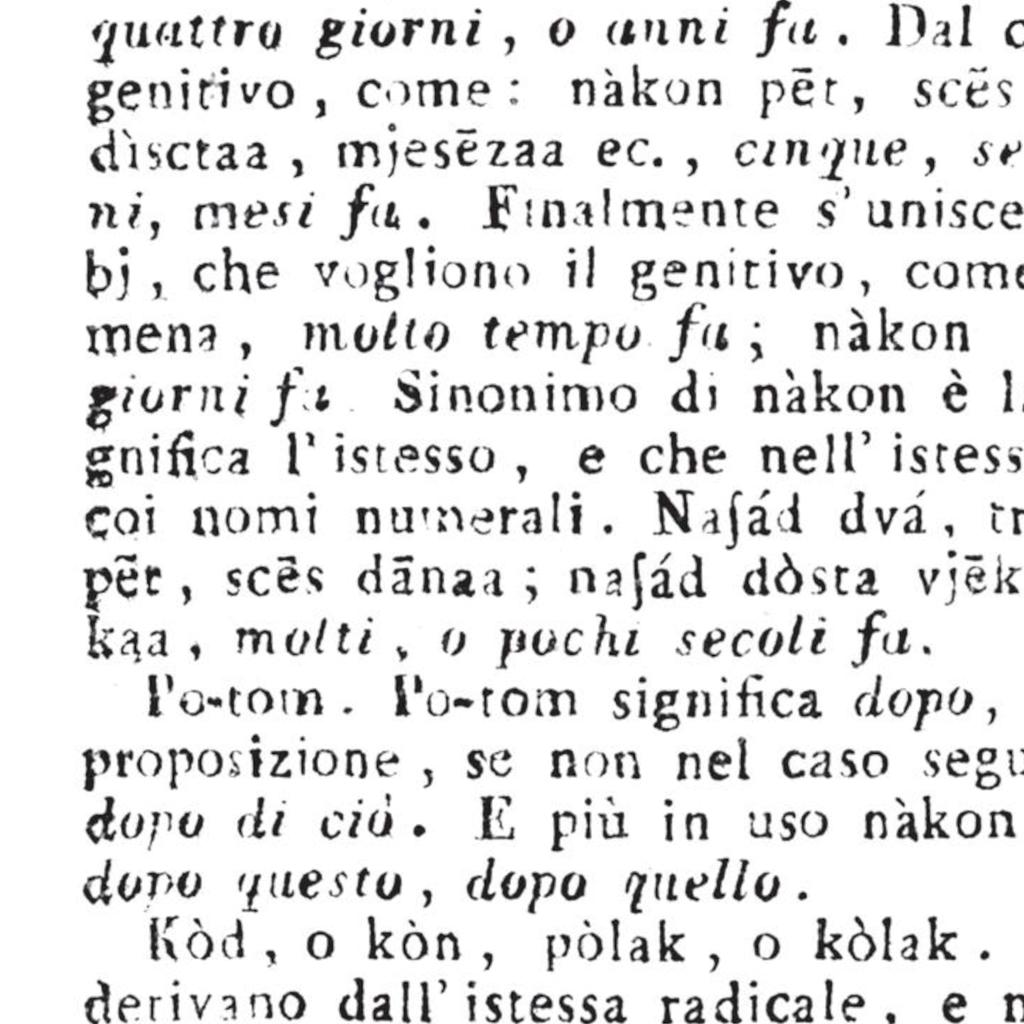 quattro giorni, o anni fa. Dal
genitivo, come: nàkon pēt, scēs
dìsctaa, mjesēzaa ec., cinque, se
ni, mesi fa. Finalmente s'unisce
bj, che vogliono il genitivo, come
mena, molto tempo fa; nàkon
giorni fa. Sinonimo di nàkon è l
gnifica l'istesso, e che nell'istess
coi nomi numerali. Naſád dvá, tr
pēt, scēs dānaa; naſád dòsta vjēk
kąa, molti, o pochi secoli fa.
Po-tom. Po-tom significa dopo,
proposizione, se non nel caso segu
dopo di ciò. E più in uso nàkon
dopo questo, dopo quello.
Kòd, o kòn, pòlak, o kòlak.
derivano dall'istessa radicale, e